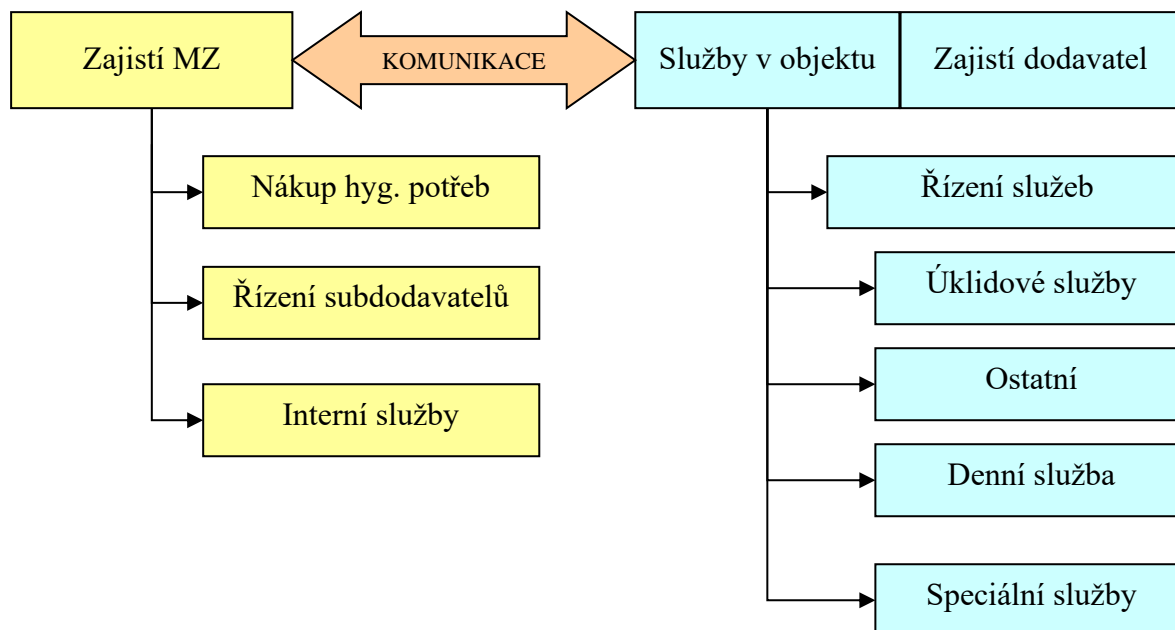 Zajistí MZ
KOMUNIKACE
Služby v objektu
Zajistí dodavatel
Nákup hyg. potřeb
Řízení subdodavatelů
Interní služby
Řízení služeb
Úklidové služby
Ostatní
Denní služba
Speciální služby